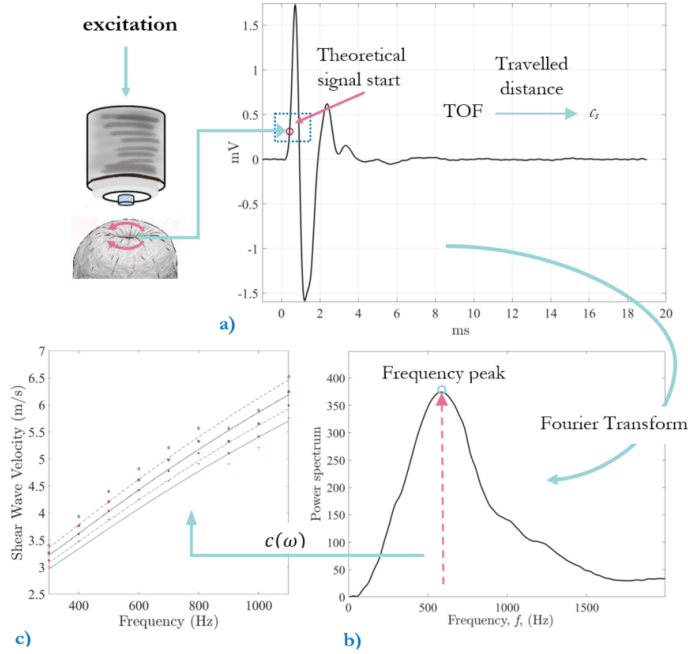 excitation
Theoretical
signal start
Travelled
distance
TOF
cₛ
mV
1.5
1
0.5
0
-0.5
-1
-1.5
0 2 4 6 8 10 12 14 16 18 20
ms
a)
Shear Wave Velocity (m/s)
7
6.5
6
5.5
5
4.5
4
3.5
3
2.5
400 600 800 1000
Frequency (Hz)
c)
c(ω)
Frequency peak
Fourier Transform
Power spectrum
400
350
300
250
200
150
100
50
0
0 500 1000 1500
Frequency, f, (Hz)
b)